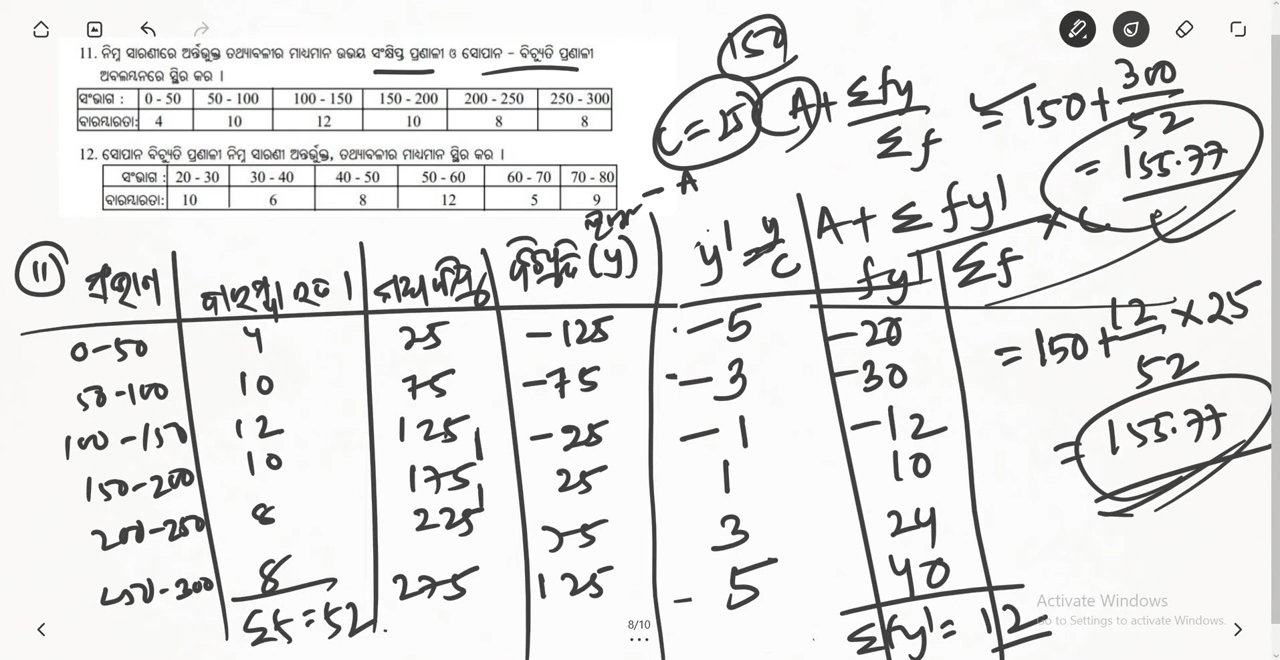 11. ନିମ୍ନ ସାରଣୀରେ ଅର୍ନ୍ତଭୁକ୍ତ ତଥ୍ୟାବଳୀର ମାଧ୍ୟମାନ ଉଭୟ ସଂକ୍ଷିପ୍ତ ପ୍ରଣାଳୀ ଓ ସୋପାନ - ବିଚ୍ୟୁତି ପ୍ରଣାଳୀ
ଅବଲମ୍ବନରେ ସ୍ଥିର କର ।
ସଂଭାଗ : 0 - 50 50 - 100 100 - 150 150 - 200 200 - 250 250 - 300
ବାରମ୍ବାରତା: 4 10 12 10 8 8
12. ସୋପାନ ବିଚ୍ୟୁତି ପ୍ରଣାଳୀ ନିମ୍ନ ସାରଣୀ ଅନ୍ତର୍ଭୁକ୍ତ, ତଥ୍ୟାବଳୀର ମାଧ୍ୟମାନ ସ୍ଥିର କର ।
ସଂଭାଗ: 20 - 30 30 - 40 40 - 50 50 - 60 60 - 70 70 - 80
ବାରମ୍ବାରତା: 10 6 8 12 5 9
150
A + Σfy / Σf = 150 + 300 / 52
= 155.77
- A
A + Σfy' / Σf × C
= 150 + 12 / 52 × 25
= 155.77
11 ସଂଭାଗ ବାରମ୍ବାରତା ମଧ୍ୟବିନ୍ଦୁ ବିଚ୍ୟୁତି (y) y' = y/C fy'
0-50 4 25 -125 -5 -20
50-100 10 75 -75 -3 -30
100-150 12 125 -25 -1 -12
150-200 10 175 25 1 10
200-250 8 225 75 3 24
250-300 8 275 125 5 40
Σf = 52 Σfy' = 12
8/10
Activate Windows
Go to Settings to activate Windows.